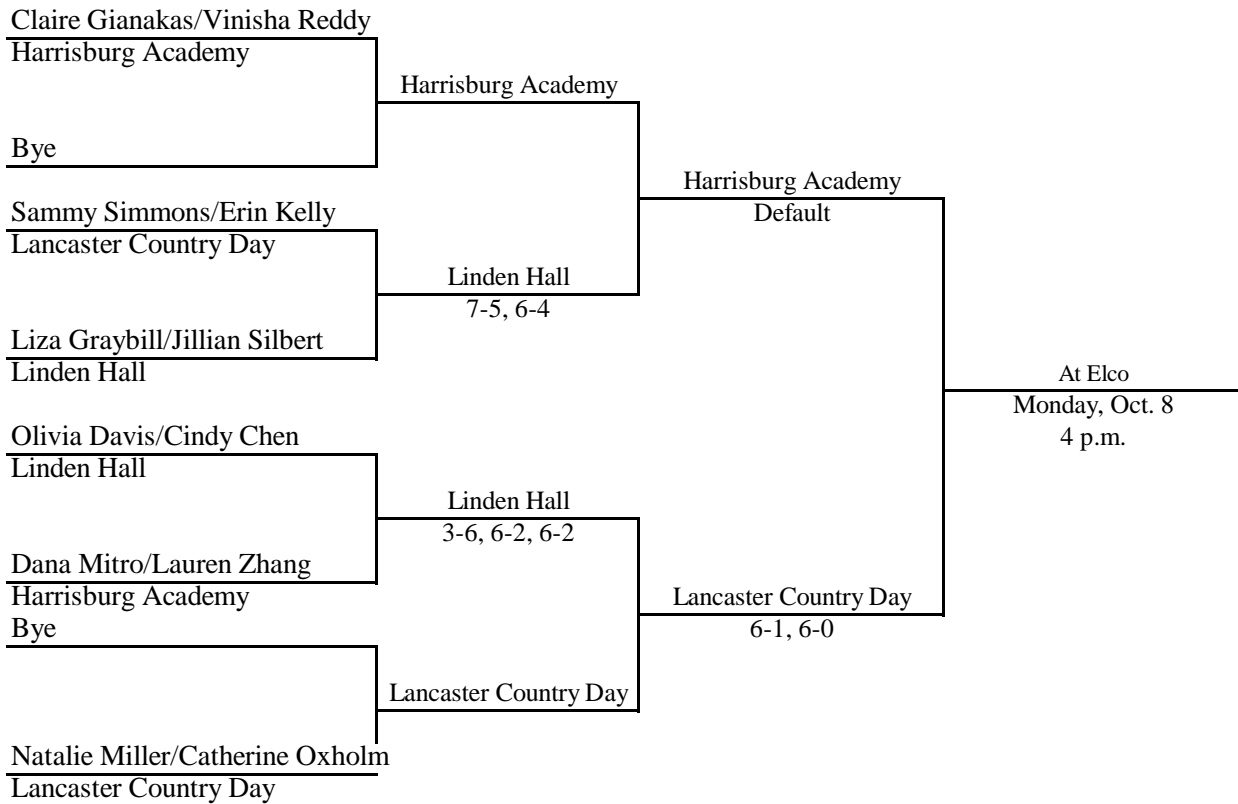 Claire Gianakas/Vinisha Reddy
Harrisburg Academy
Harrisburg Academy
Bye
Harrisburg Academy
Default
Sammy Simmons/Erin Kelly
Lancaster Country Day
Linden Hall
7-5, 6-4
Liza Graybill/Jillian Silbert
Linden Hall
At Elco
Monday, Oct. 8
4 p.m.
Olivia Davis/Cindy Chen
Linden Hall
Linden Hall
3-6, 6-2, 6-2
Dana Mitro/Lauren Zhang
Harrisburg Academy
Bye
Lancaster Country Day
6-1, 6-0
Lancaster Country Day
Natalie Miller/Catherine Oxholm
Lancaster Country Day